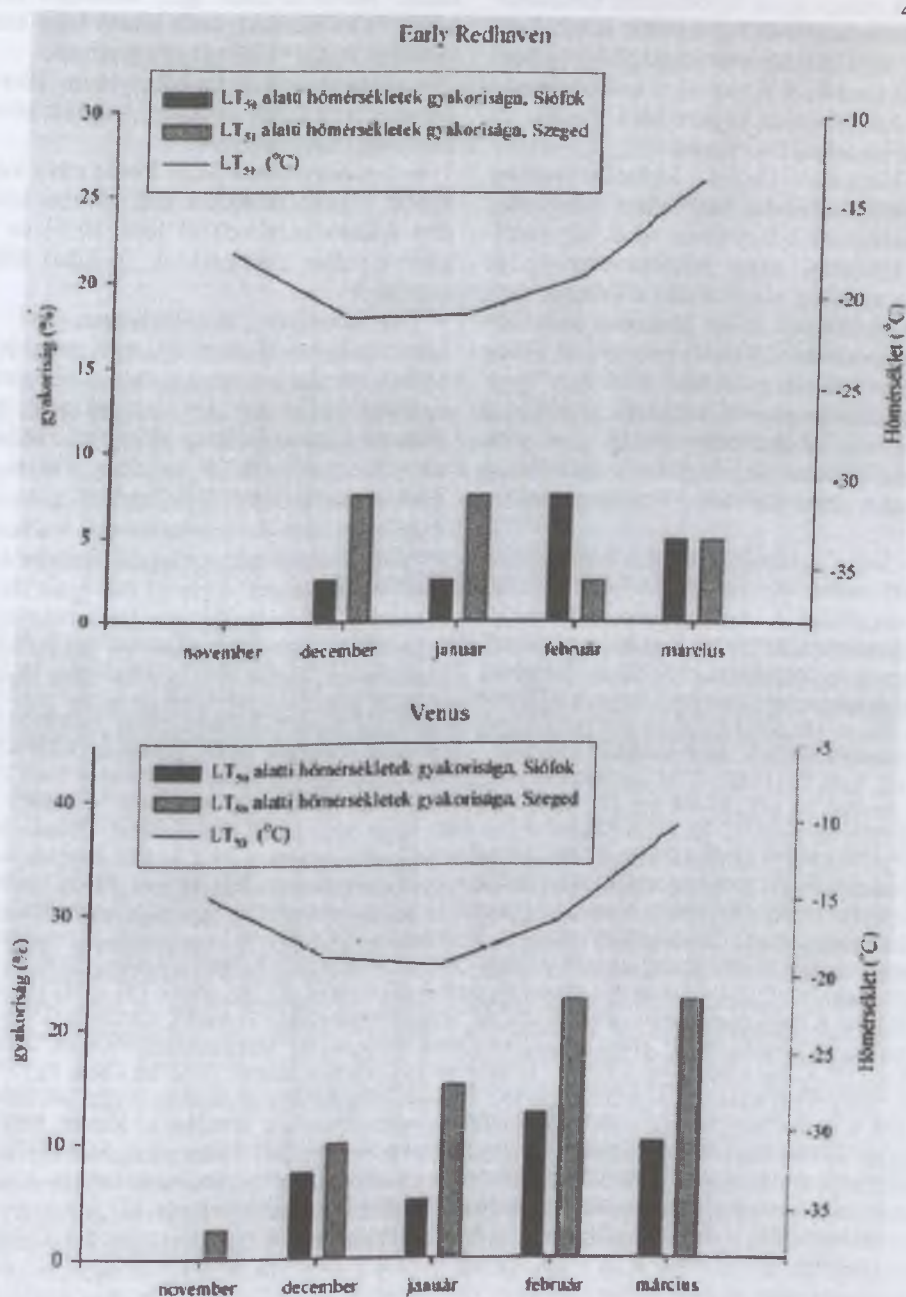 4
Early Redhaven
LT50 alatti hőmérsékletek gyakorisága, Siófok
LT51 alatti hőmérsékletek gyakorisága, Szeged
(°C)
30
25
20
15
10
5
0
gyakoriság (%)
-10
-15
-20
-25
-30
-35
Hőmérséklet (°C)
november december január február március
Venus
LT50 alatti hőmérsékletek gyakorisága, Siófok
LT50 alatti hőmérsékletek gyakorisága, Szeged
LT50 (°C)
40
30
20
10
0
gyakoriság (%)
-5
-10
-15
-20
-25
-30
-35
Hőmérséklet (°C)
november december január február március